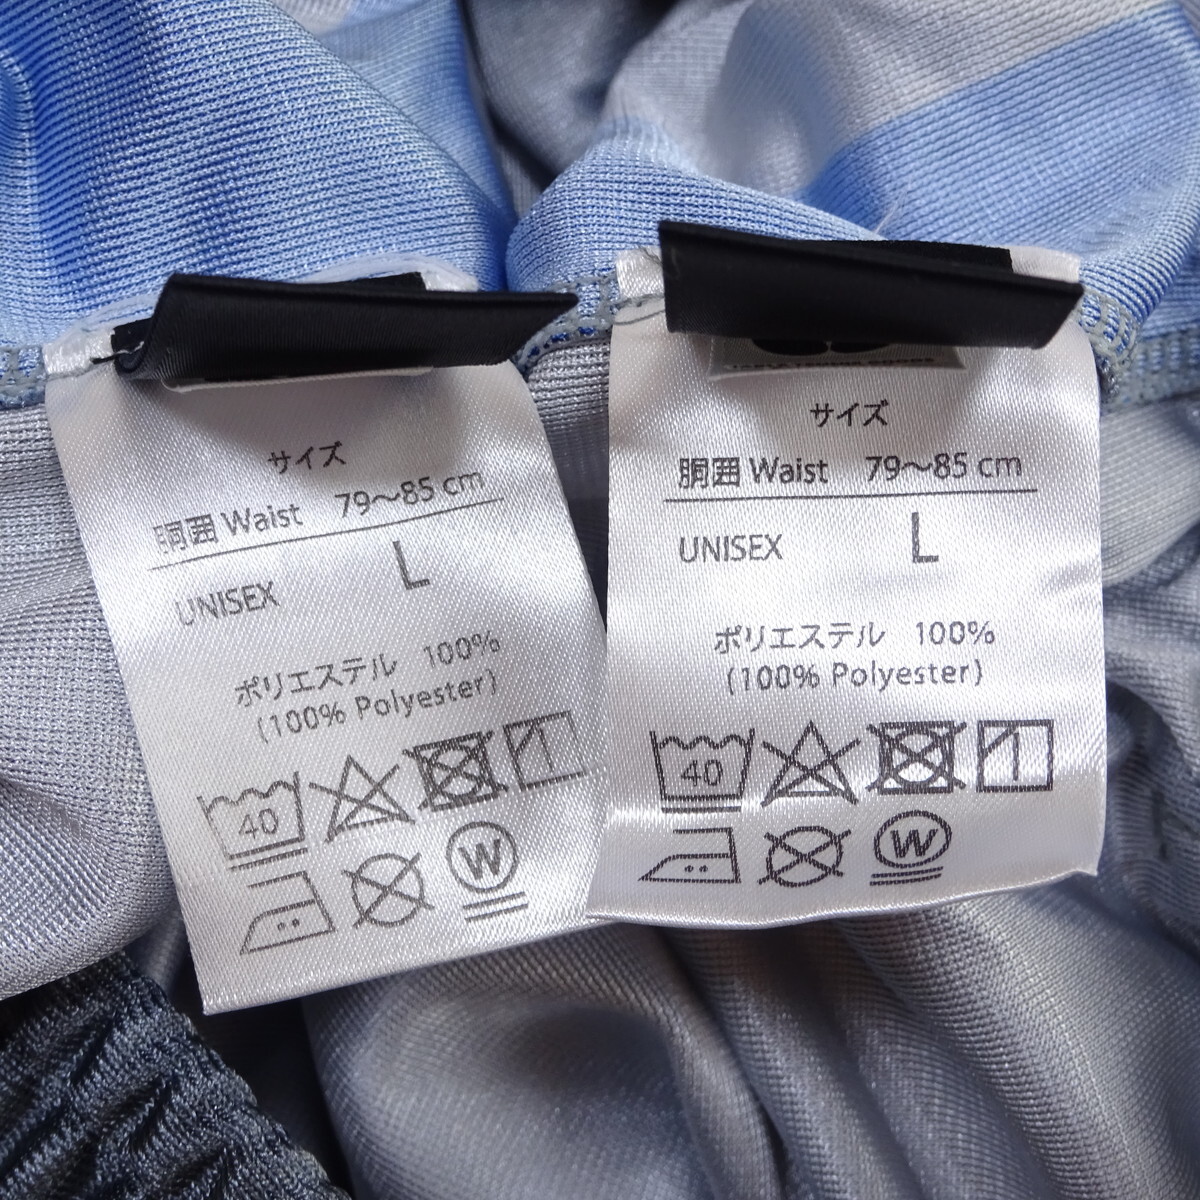 サイズ
胴囲 Waist 79〜85 cm
UNISEX L
ポリエステル 100%
(100% Polyester)
40 1
W
サイズ
胴囲 Waist 79〜85 cm
UNISEX L
ポリエステル 100%
(100% Polyester)
40 1
W